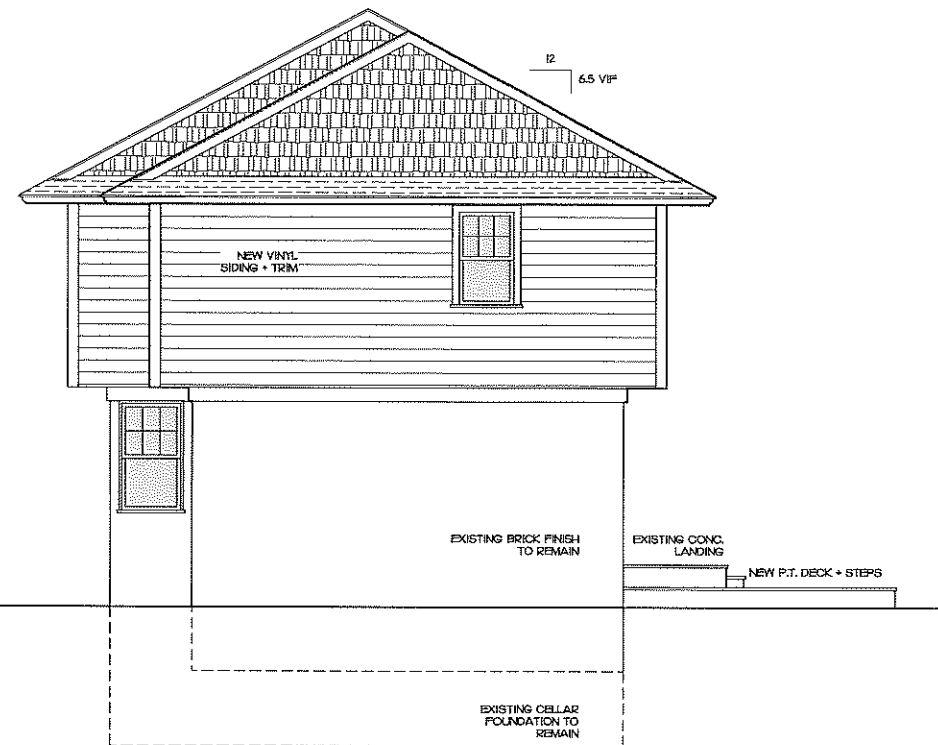 12
6.5 VIF
NEW VINYL
SIDING + TRIM
EXISTING BRICK FINISH
TO REMAIN
EXISTING CONC.
LANDING
NEW P.T. DECK + STEPS
EXISTING CELLAR
FOUNDATION TO
REMAIN